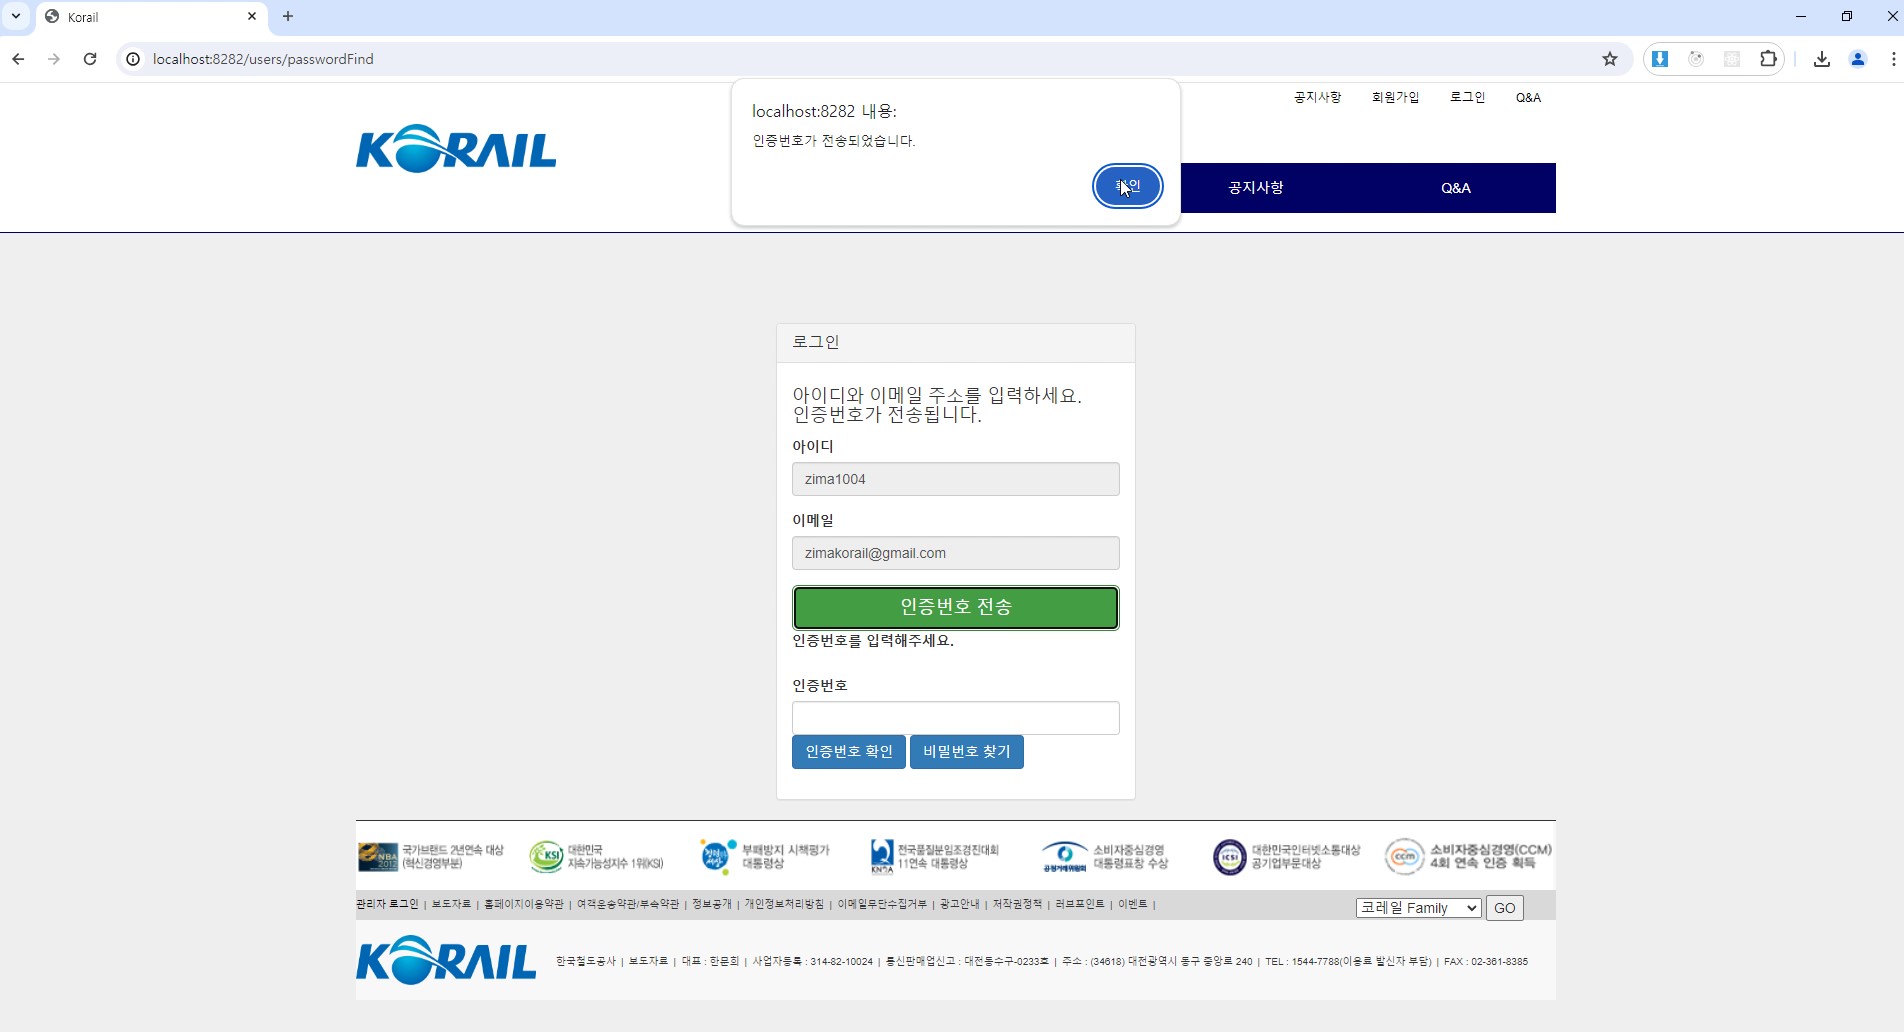 Korail
localhost:8282/users/passwordFind
localhost:8282 내용:
인증번호가 전송되었습니다.
확인
공지사항 회원가입 로그인 Q&A
KORAIL
공지사항 Q&A
로그인
아이디와 이메일 주소를 입력하세요.
인증번호가 전송됩니다.
아이디
zima1004
이메일
zimakorail@gmail.com
인증번호 전송
인증번호를 입력해주세요.
인증번호
인증번호 확인 비밀번호 찾기
국가브랜드 2년연속 대상
(혁신경영부문)
KSI
대한민국
지속가능성지수 1위(KSI)
부패방지 시책평가
대통령상
전국품질분임조경진대회
11연속 대통령상
공정거래위원회
소비자중심경영
대통령표창 수상
ICSI
대한민국인터넷소통대상
공기업부문대상
ccm
소비자중심경영(CCM)
4회 연속 인증 획득
관리자 로그인 | 보도자료 | 홈페이지이용약관 | 여객운송약관/부속약관 | 정보공개 | 개인정보처리방침 | 이메일무단수집거부 | 광고안내 | 저작권정책 | 러브포인트 | 이벤트 |
코레일 Family GO
KORAIL
한국철도공사 | 보도자료 | 대표 : 한문희 | 사업자등록 : 314-82-10024 | 통신판매업신고 : 대전동수구-0233호 | 주소 : (34618) 대전광역시 동구 중앙로 240 | TEL : 1544-7788(이용료 발신자 부담) | FAX : 02-361-8385